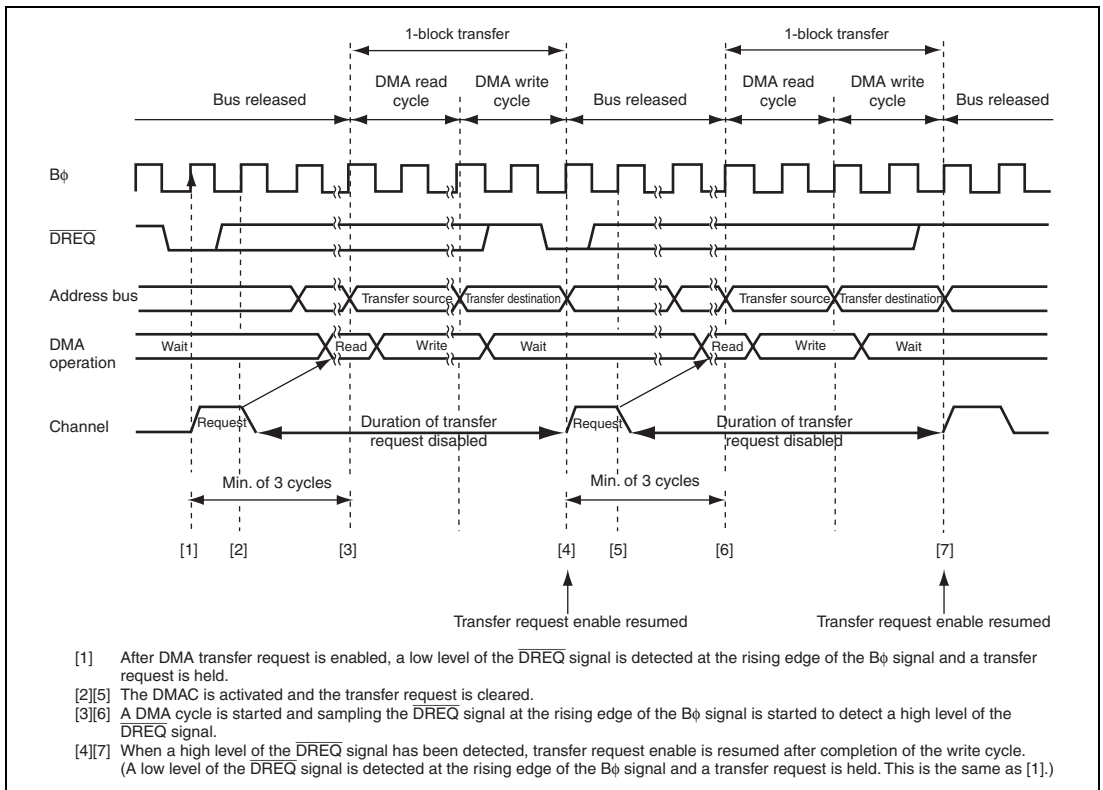 1-block transfer 1-block transfer
Bus released DMA read cycle DMA write cycle Bus released DMA read cycle DMA write cycle Bus released
Bφ
DREQ
Address bus Transfer source Transfer destination Transfer source Transfer destination
DMA operation Wait Read Write Wait Read Write Wait
Channel Request Duration of transfer request disabled Request Duration of transfer request disabled
Min. of 3 cycles Min. of 3 cycles
[1] [2] [3] [4] [5] [6] [7]
Transfer request enable resumed Transfer request enable resumed
[1] After DMA transfer request is enabled, a low level of the DREQ signal is detected at the rising edge of the Bφ signal and a transfer
request is held.
[2][5] The DMAC is activated and the transfer request is cleared.
[3][6] A DMA cycle is started and sampling the DREQ signal at the rising edge of the Bφ signal is started to detect a high level of the
DREQ signal.
[4][7] When a high level of the DREQ signal has been detected, transfer request enable is resumed after completion of the write cycle.
(A low level of the DREQ signal is detected at the rising edge of the Bφ signal and a transfer request is held. This is the same as [1].)